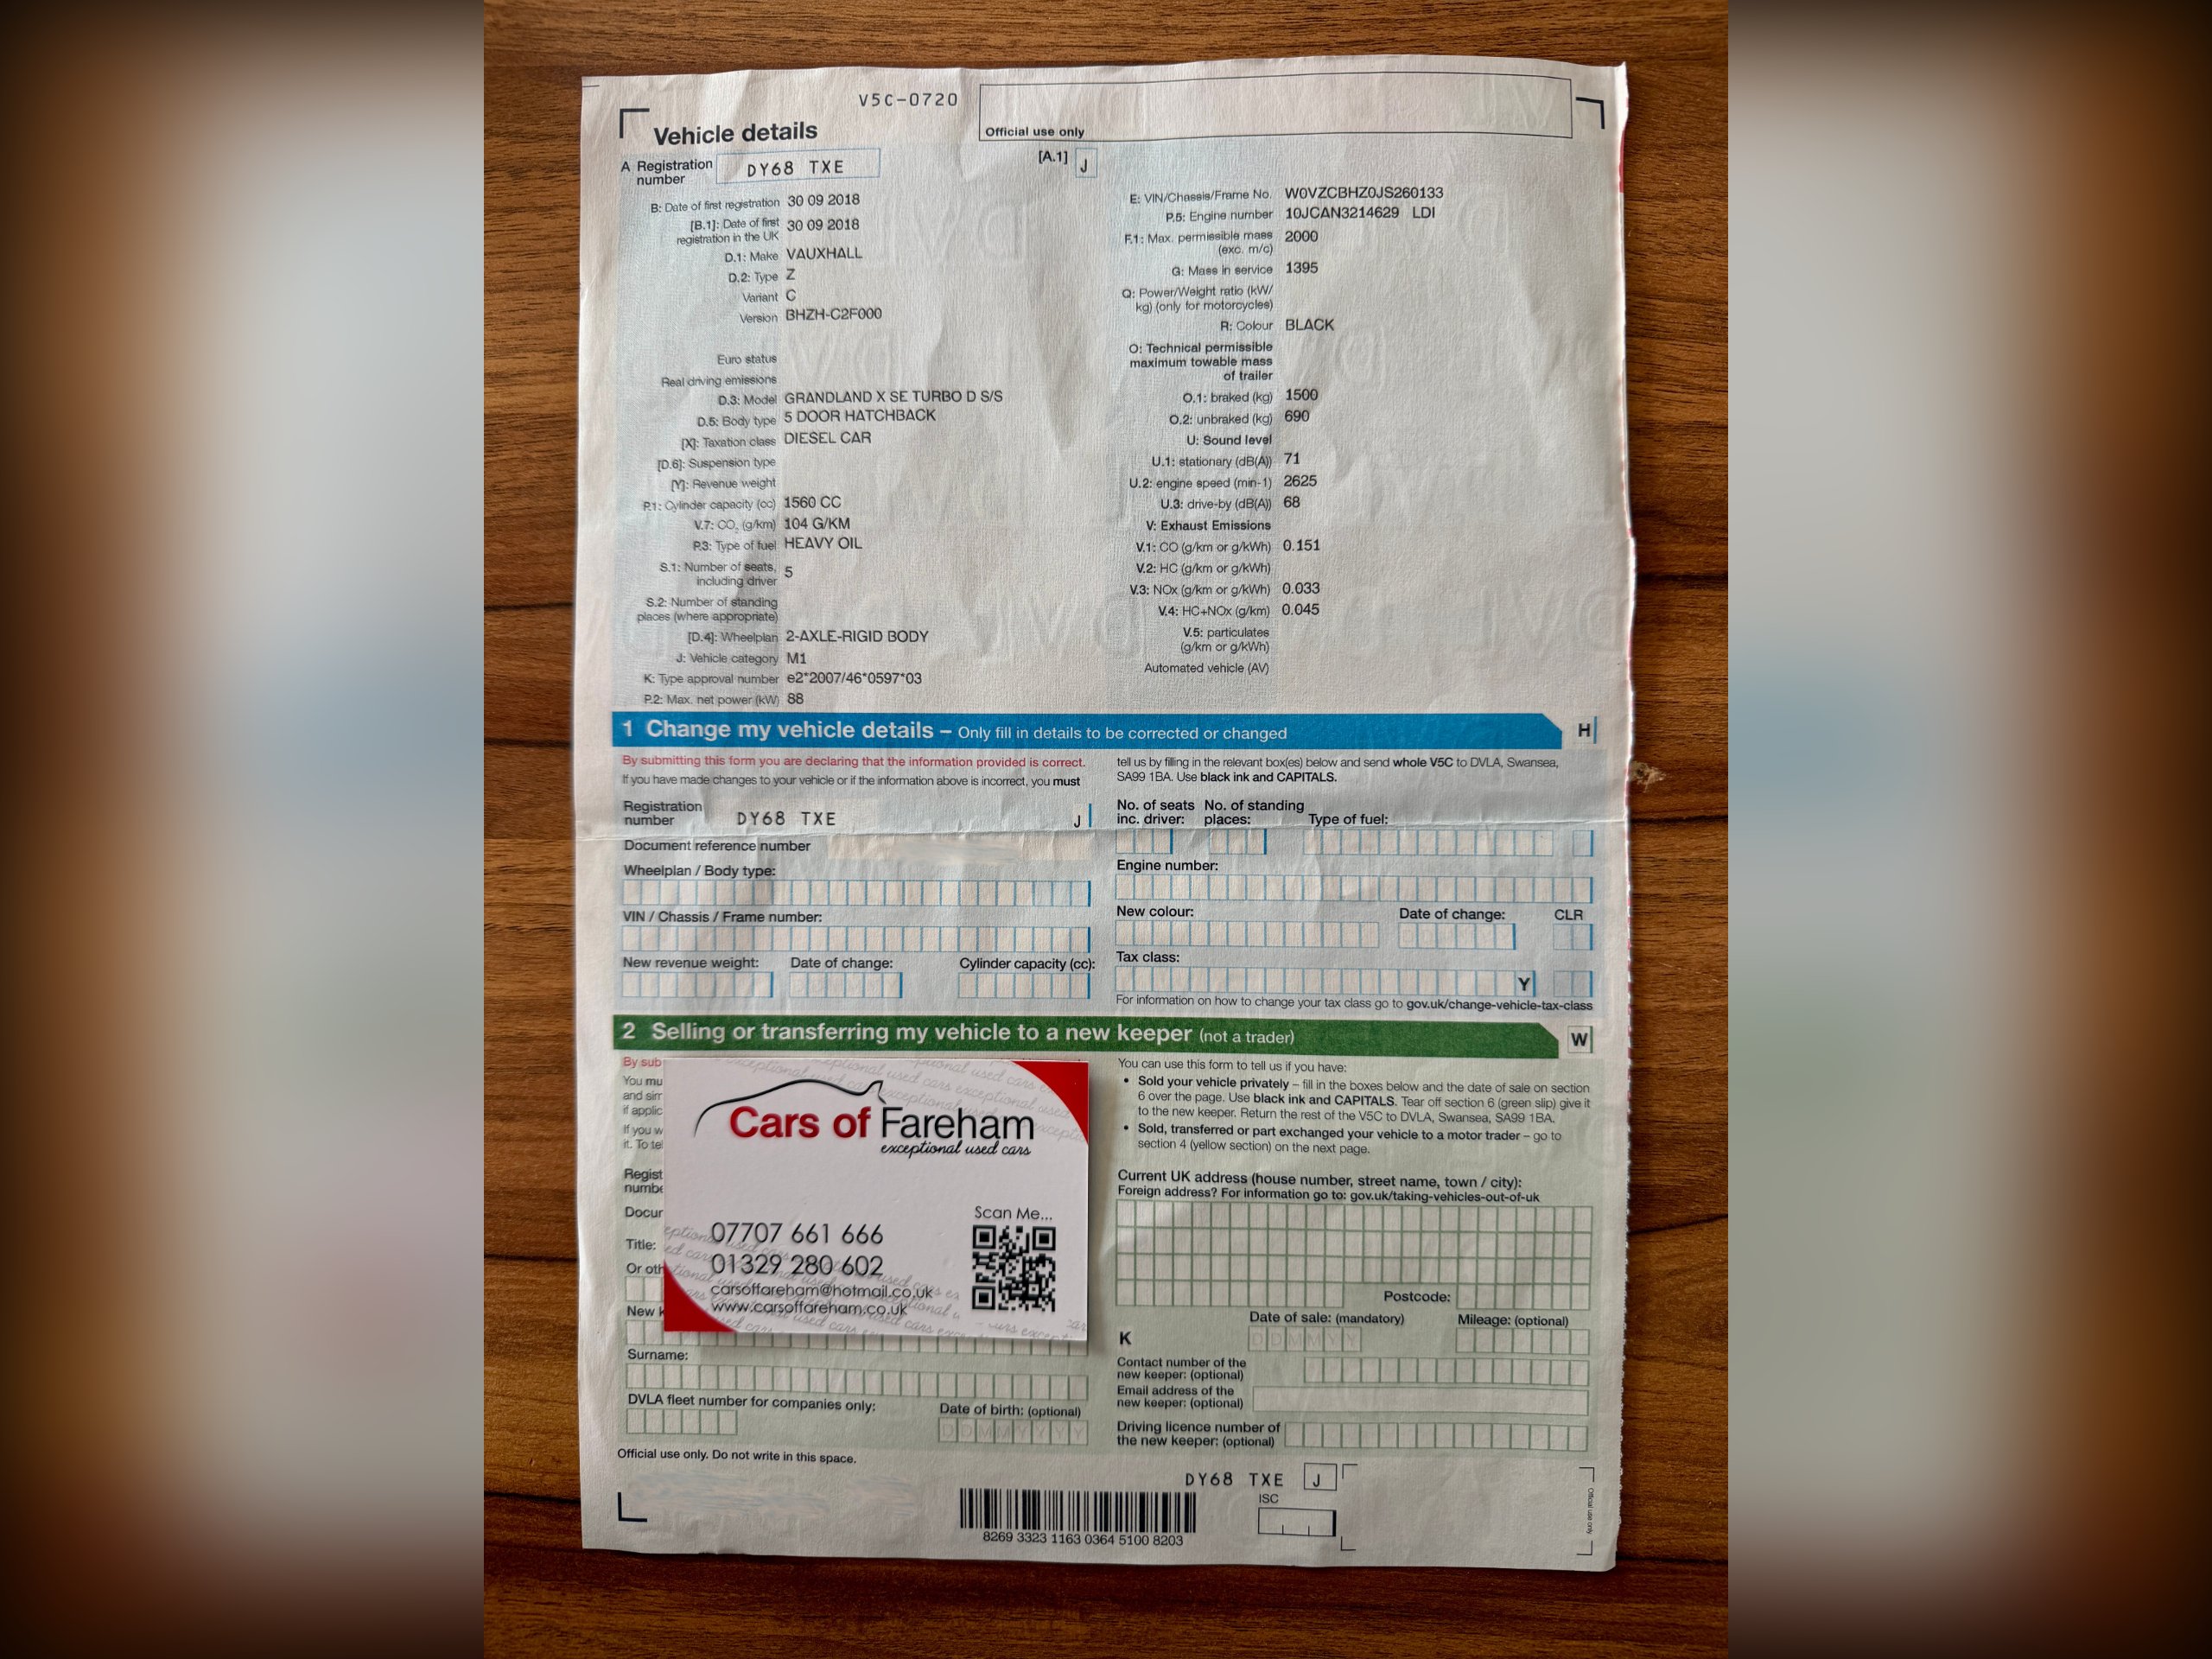 V5C-0720
Official use only
Vehicle details
A Registration number DY68 TXE
[A.1] J
B: Date of first registration 30 09 2018
[B.1]: Date of first registration in the UK 30 09 2018
D.1: Make VAUXHALL
D.2: Type Z
Variant C
Version BHZH-C2F000
Euro status
Real driving emissions
D.3: Model GRANDLAND X SE TURBO D S/S
D.5: Body type 5 DOOR HATCHBACK
[X]: Taxation class DIESEL CAR
[D.6]: Suspension type
[Y]: Revenue weight
P.1: Cylinder capacity (cc) 1560 CC
V.7: CO₂ (g/km) 104 G/KM
P.3: Type of fuel HEAVY OIL
S.1: Number of seats, including driver 5
S.2: Number of standing places (where appropriate)
[D.4]: Wheelplan 2-AXLE-RIGID BODY
J: Vehicle category M1
K: Type approval number e2*2007/46*0597*03
P.2: Max. net power (kW) 88
E: VIN/Chassis/Frame No. W0VZCBHZ0JS260133
P.5: Engine number 10JCAN3214629 LDI
F.1: Max. permissible mass (exc. m/c) 2000
G: Mass in service 1395
Q: Power/Weight ratio (kW/kg) (only for motorcycles)
R: Colour BLACK
O: Technical permissible maximum towable mass of trailer
O.1: braked (kg) 1500
O.2: unbraked (kg) 690
U: Sound level
U.1: stationary (dB(A)) 71
U.2: engine speed (min-1) 2625
U.3: drive-by (dB(A)) 68
V: Exhaust Emissions
V.1: CO (g/km or g/kWh) 0.151
V.2: HC (g/km or g/kWh)
V.3: NOx (g/km or g/kWh) 0.033
V.4: HC+NOx (g/km) 0.045
V.5: particulates (g/km or g/kWh)
Automated vehicle (AV)
1 Change my vehicle details – Only fill in details to be corrected or changed
H
By submitting this form you are declaring that the information provided is correct.
If you have made changes to your vehicle or if the information above is incorrect, you must
tell us by filling in the relevant box(es) below and send whole V5C to DVLA, Swansea,
SA99 1BA. Use black ink and CAPITALS.
Registration number DY68 TXE J
Document reference number
Wheelplan / Body type:
VIN / Chassis / Frame number:
New revenue weight: Date of change: Cylinder capacity (cc):
No. of seats inc. driver: No. of standing places: Type of fuel:
Engine number:
New colour: Date of change: CLR
Tax class:
Y
For information on how to change your tax class go to gov.uk/change-vehicle-tax-class
2 Selling or transferring my vehicle to a new keeper (not a trader)
W
By sub
You mu
and sim
if applic
If you w
it. To tel
Regist
numbe
Docur
Title:
Or oth
New k
Surname:
DVLA fleet number for companies only: Date of birth: (optional)
DDMMYYYY
Cars of Fareham
exceptional used cars
Scan Me...
07707 661 666
01329 280 602
carsoffareham@hotmail.co.uk
www.carsoffareham.co.uk
You can use this form to tell us if you have:
• Sold your vehicle privately – fill in the boxes below and the date of sale on section
6 over the page. Use black ink and CAPITALS. Tear off section 6 (green slip) give it
to the new keeper. Return the rest of the V5C to DVLA, Swansea, SA99 1BA.
• Sold, transferred or part exchanged your vehicle to a motor trader – go to
section 4 (yellow section) on the next page.
Current UK address (house number, street name, town / city):
Foreign address? For information go to: gov.uk/taking-vehicles-out-of-uk
Postcode:
Date of sale: (mandatory) Mileage: (optional)
K DDMMYY
Contact number of the
new keeper: (optional)
Email address of the
new keeper: (optional)
Driving licence number of
the new keeper: (optional)
Official use only. Do not write in this space.
DY68 TXE J
ISC
8269 3323 1163 0364 5100 8203
Official use only